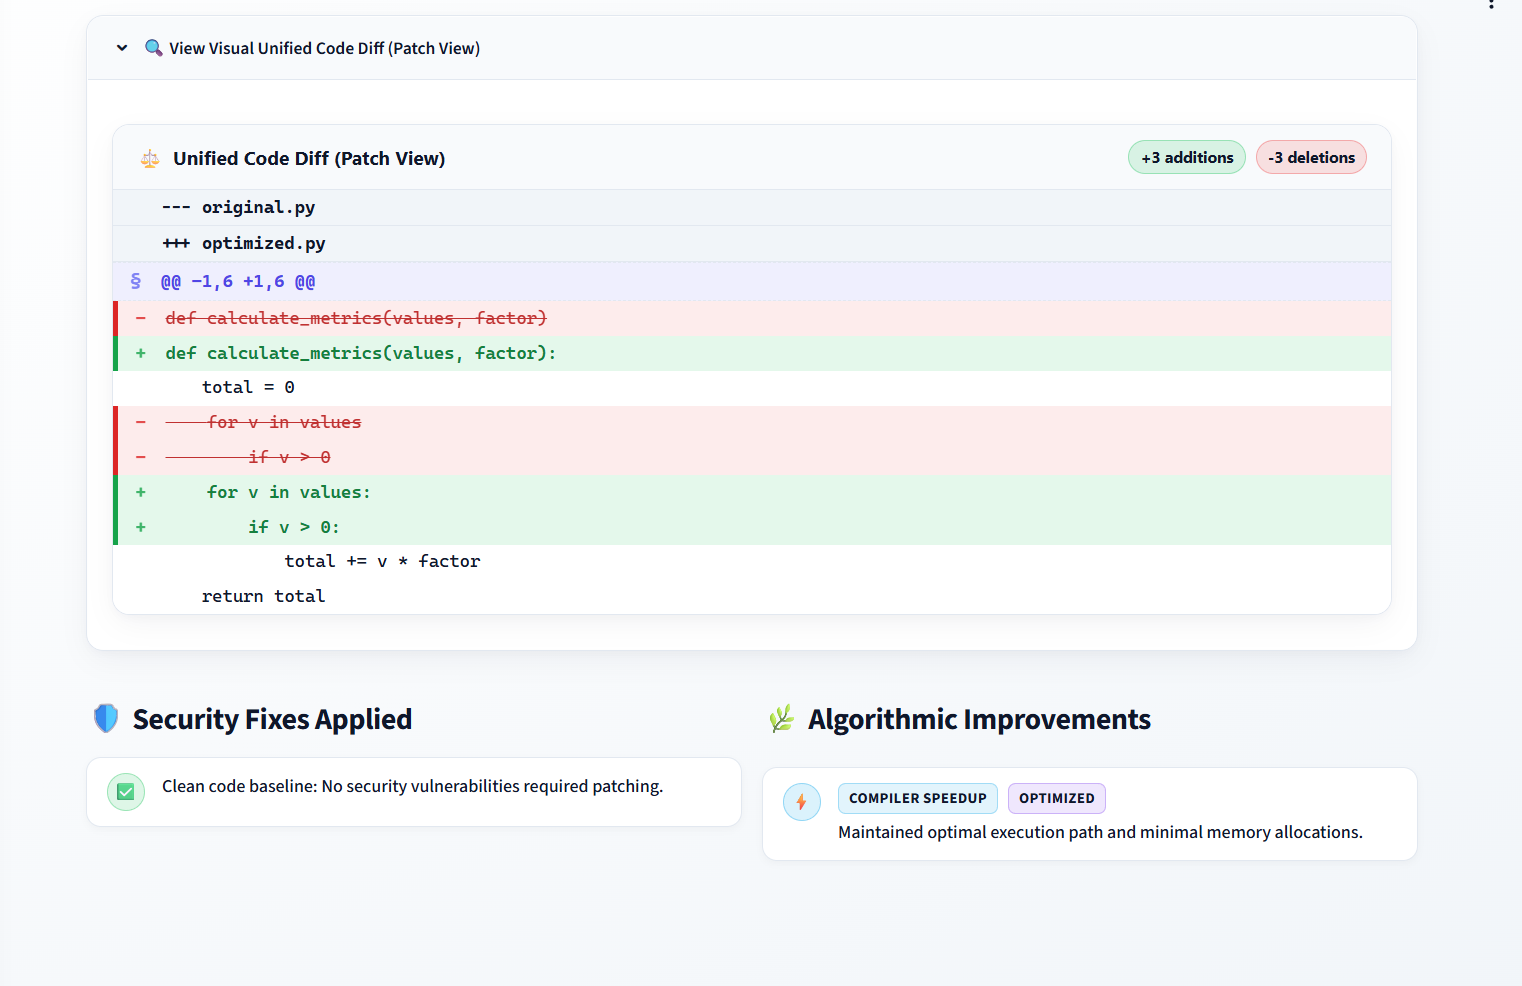 View Visual Unified Code Diff (Patch View)
Unified Code Diff (Patch View)
+3 additions
-3 deletions
--- original.py
+++ optimized.py
§ @@ −1,6 +1,6 @@
− def calculate_metrics(values, factor)
+ def calculate_metrics(values, factor):
    total = 0
−     for v in values
−         if v > 0
+     for v in values:
+         if v > 0:
            total += v * factor
    return total
Security Fixes Applied
Clean code baseline: No security vulnerabilities required patching.
Algorithmic Improvements
COMPILER SPEEDUP
OPTIMIZED
Maintained optimal execution path and minimal memory allocations.